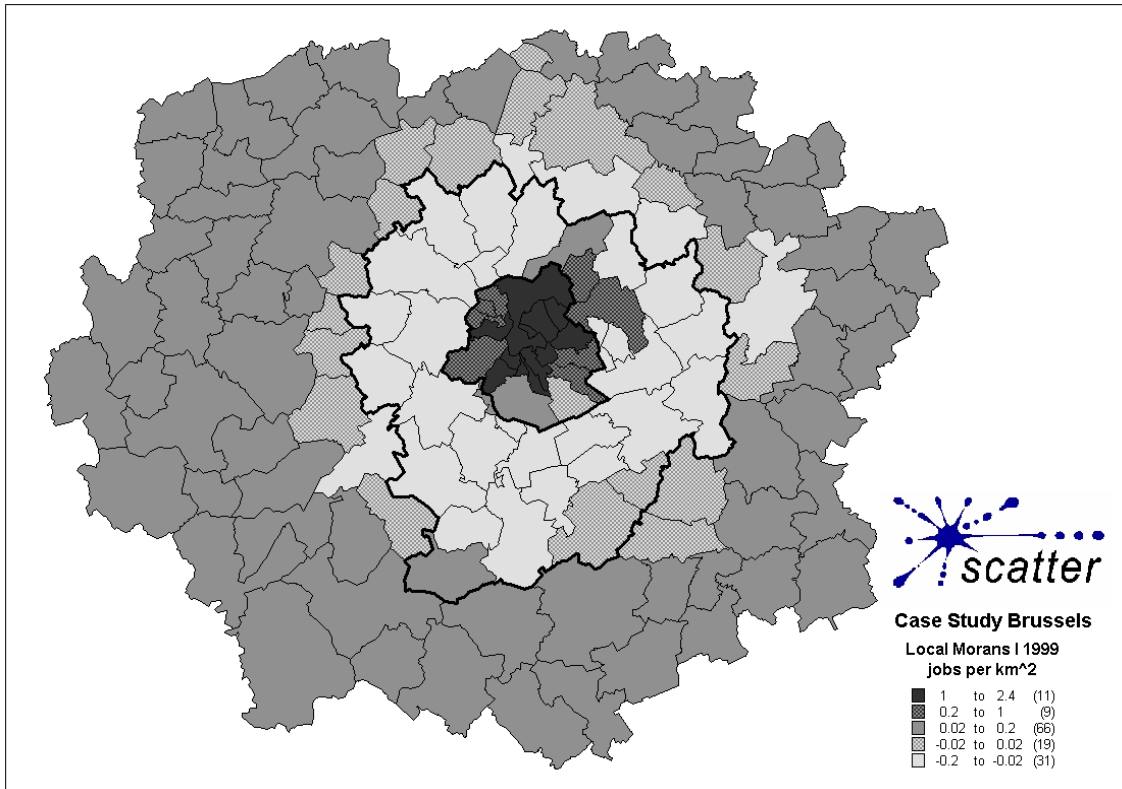 scatter
Case Study Brussels
Local Morans I 1999
jobs per km^2
1 to 2.4 (11)
0.2 to 1 (9)
0.02 to 0.2 (66)
-0.02 to 0.02 (19)
-0.2 to -0.02 (31)